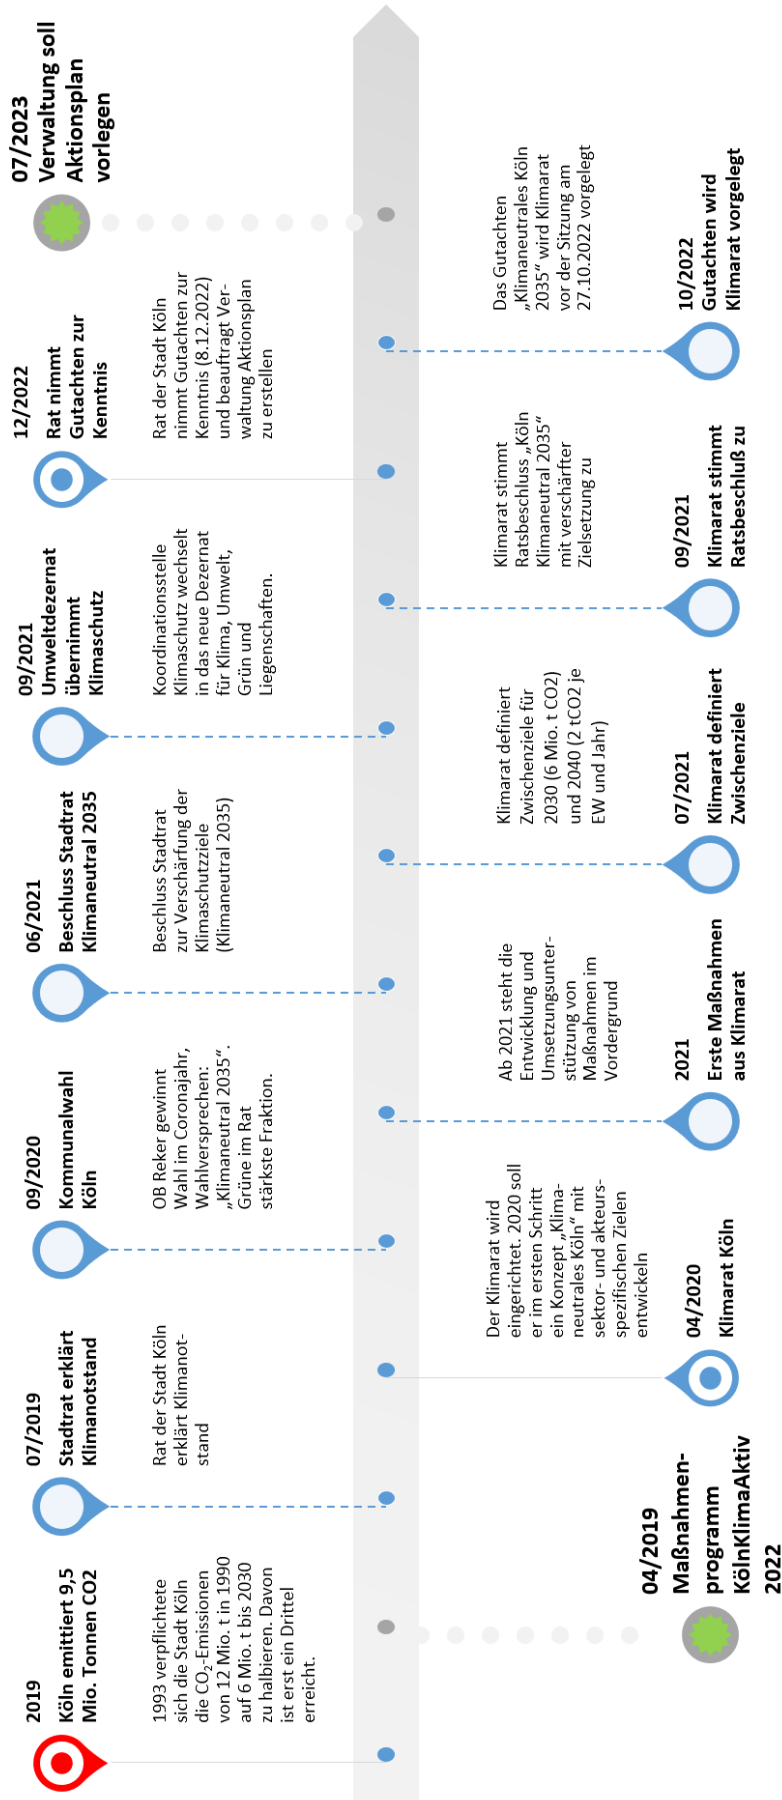 2019
Köln emittiert 9,5
Mio. Tonnen CO2
1993 verpflichtete
sich die Stadt Köln
die CO₂-Emissionen
von 12 Mio. t in 1990
auf 6 Mio. t bis 2030
zu halbieren. Davon
ist erst ein Drittel
erreicht.
04/2019
Maßnahmen-
programm
KölnKlimaAktiv
2022
07/2019
Stadtrat erklärt
Klimanotstand
Rat der Stadt Köln
erklärt Klimanot-
stand
04/2020
Klimarat Köln
Der Klimarat wird
eingerichtet. 2020 soll
er im ersten Schritt
ein Konzept „Klima-
neutrales Köln“ mit
sektor- und akteurs-
spezifischen Zielen
entwickeln
09/2020
Kommunalwahl
Köln
OB Reker gewinnt
Wahl im Coronajahr,
Wahlversprechen:
„Klimaneutral 2035“.
Grüne im Rat
stärkste Fraktion.
2021
Erste Maßnahmen
aus Klimarat
Ab 2021 steht die
Entwicklung und
Umsetzungsunter-
stützung von
Maßnahmen im
Vordergrund
06/2021
Beschluss Stadtrat
Klimaneutral 2035
Beschluss Stadtrat
zur Verschärfung der
Klimaschutzziele
(Klimaneutral 2035)
07/2021
Klimarat definiert
Zwischenziele
Klimarat definiert
Zwischenziele für
2030 (6 Mio. t CO2)
und 2040 (2 tCO2 je
EW und Jahr)
09/2021
Umweltdezernat
übernimmt
Klimaschutz
Koordinationsstelle
Klimaschutz wechselt
in das neue Dezernat
für Klima, Umwelt,
Grün und
Liegenschaften.
09/2021
Klimarat stimmt
Ratsbeschluß zu
Klimarat stimmt
Ratsbeschluss „Köln
Klimaneutral 2035“
mit verschärfter
Zielsetzung zu
12/2022
Rat nimmt
Gutachten zur
Kenntnis
Rat der Stadt Köln
nimmt Gutachten zur
Kenntnis (8.12.2022)
und beauftragt Ver-
waltung Aktionsplan
zu erstellen
10/2022
Gutachten wird
Klimarat vorgelegt
Das Gutachten
„Klimaneutrales Köln
2035“ wird Klimarat
vor der Sitzung am
27.10.2022 vorgelegt
07/2023
Verwaltung soll
Aktionsplan
vorlegen